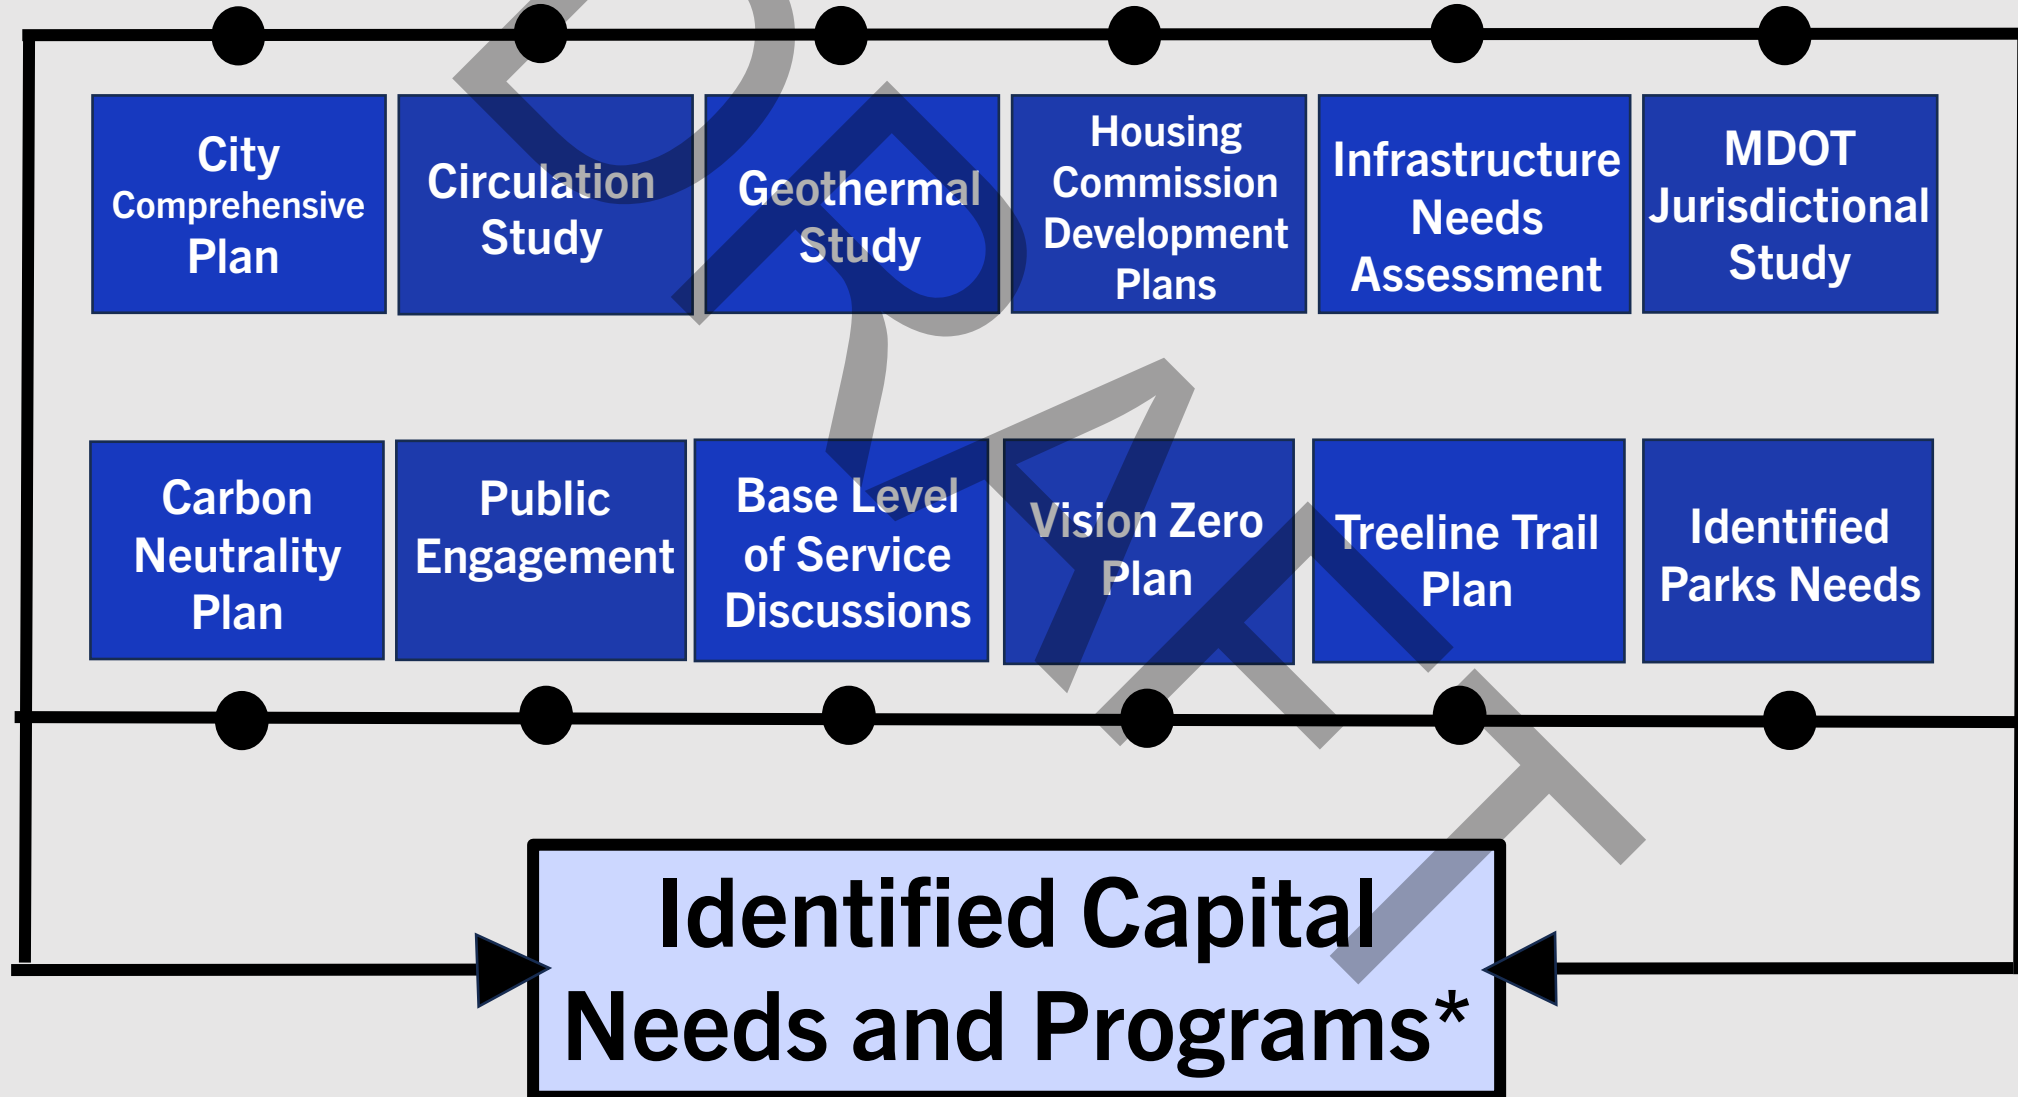 City
Comprehensive
Plan
Circulation
Study
Geothermal
Study
Housing
Commission
Development
Plans
Infrastructure
Needs
Assessment
MDOT
Jurisdictional
Study
Carbon
Neutrality
Plan
Public
Engagement
Base Level
of Service
Discussions
Vision Zero
Plan
Treeline Trail
Plan
Identified
Parks Needs
Identified Capital
Needs and Programs*
DRAFT